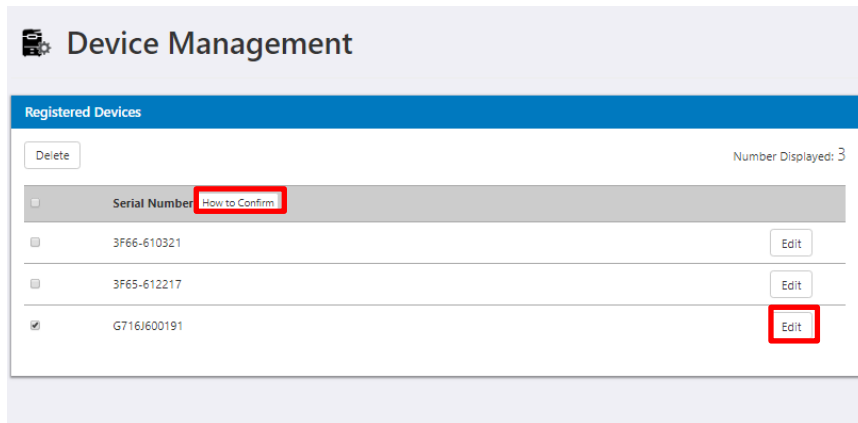 Device Management
Registered Devices
Delete
Number Displayed: 3
Serial Number How to Confirm
3F66-610321 Edit
3F65-612217 Edit
G716J600191 Edit